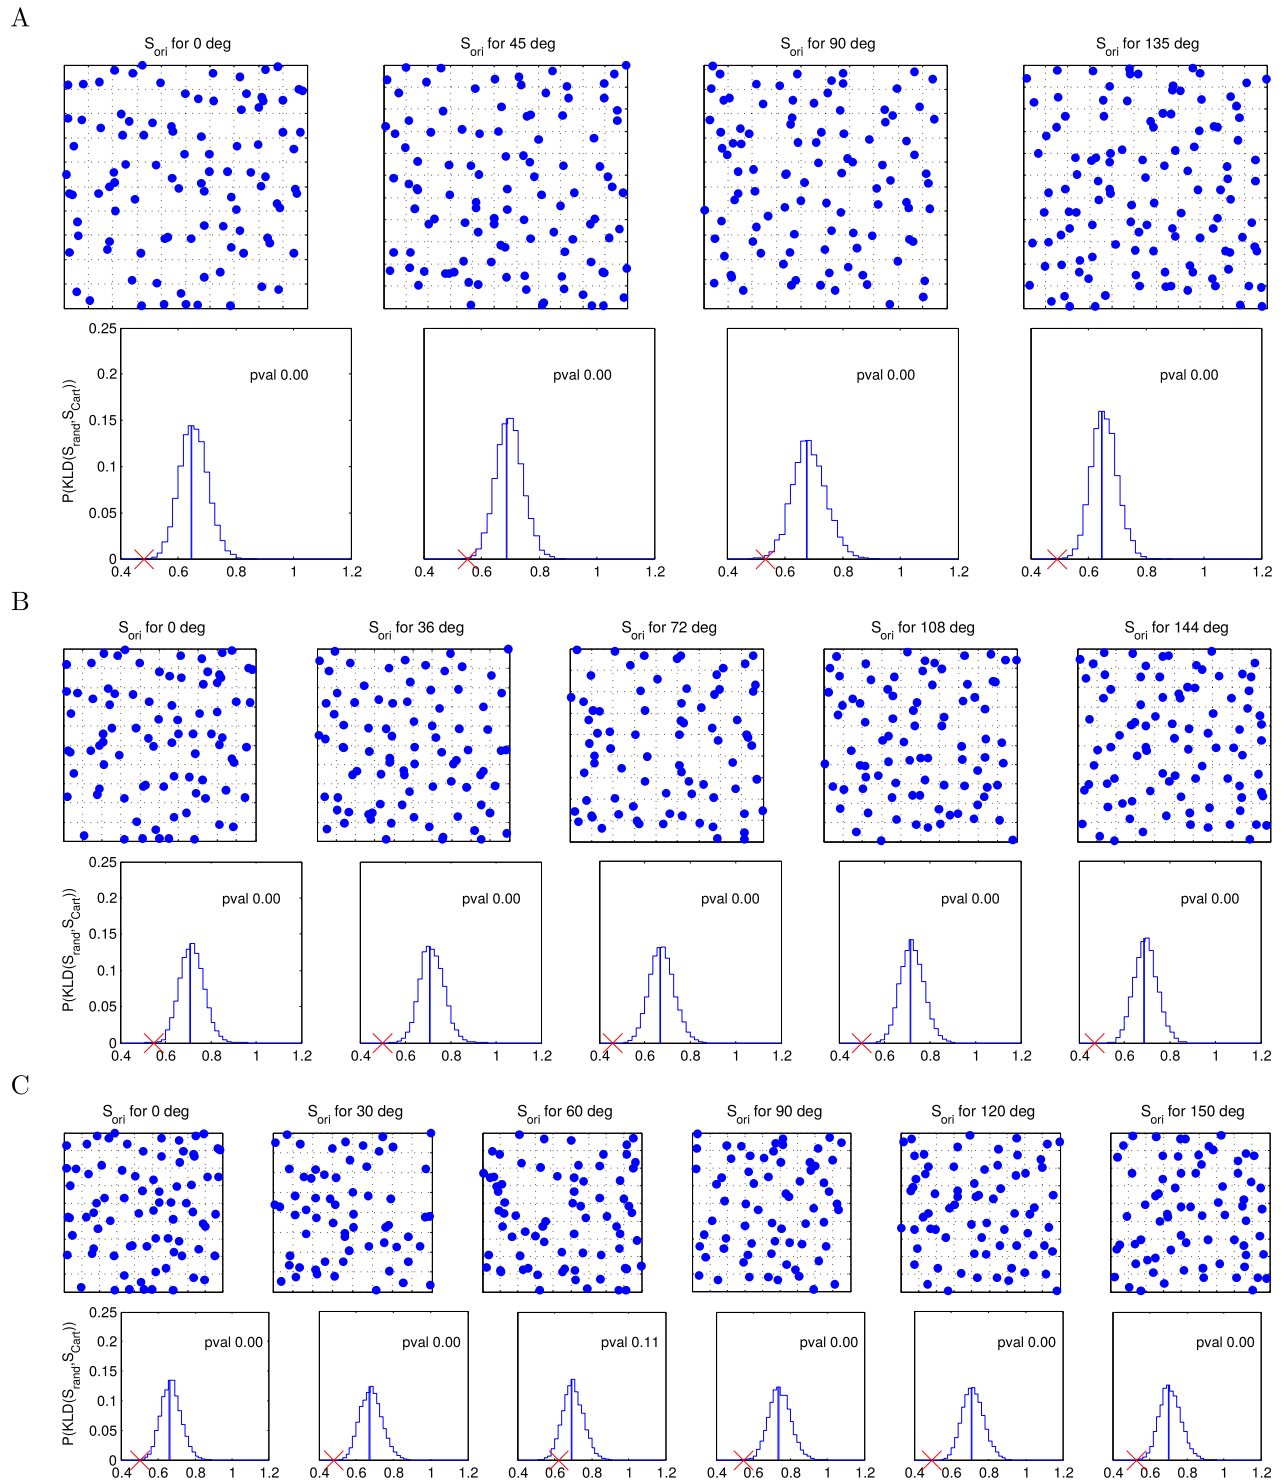 A
S_ori for 0 deg S_ori for 45 deg S_ori for 90 deg S_ori for 135 deg
0.25
0.2
0.15
0.1
0.05
0
P(KLD(S_rand,S_Cart))
pval 0.00 pval 0.00 pval 0.00 pval 0.00
0.4 0.6 0.8 1 1.2 0.4 0.6 0.8 1 1.2 0.4 0.6 0.8 1 1.2 0.4 0.6 0.8 1 1.2
B
S_ori for 0 deg S_ori for 36 deg S_ori for 72 deg S_ori for 108 deg S_ori for 144 deg
0.25
0.2
0.15
0.1
0.05
0
P(KLD(S_rand,S_Cart))
pval 0.00 pval 0.00 pval 0.00 pval 0.00 pval 0.00
0.4 0.6 0.8 1 1.2 0.4 0.6 0.8 1 1.2 0.4 0.6 0.8 1 1.2 0.4 0.6 0.8 1 1.2 0.4 0.6 0.8 1 1.2
C
S_ori for 0 deg S_ori for 30 deg S_ori for 60 deg S_ori for 90 deg S_ori for 120 deg S_ori for 150 deg
0.25
0.2
0.15
0.1
0.05
0
P(KLD(S_rand,S_Cart))
pval 0.00 pval 0.00 pval 0.11 pval 0.00 pval 0.00 pval 0.00
0.4 0.6 0.8 1 1.2 0.4 0.6 0.8 1 1.2 0.4 0.6 0.8 1 1.2 0.4 0.6 0.8 1 1.2 0.4 0.6 0.8 1 1.2 0.4 0.6 0.8 1 1.2